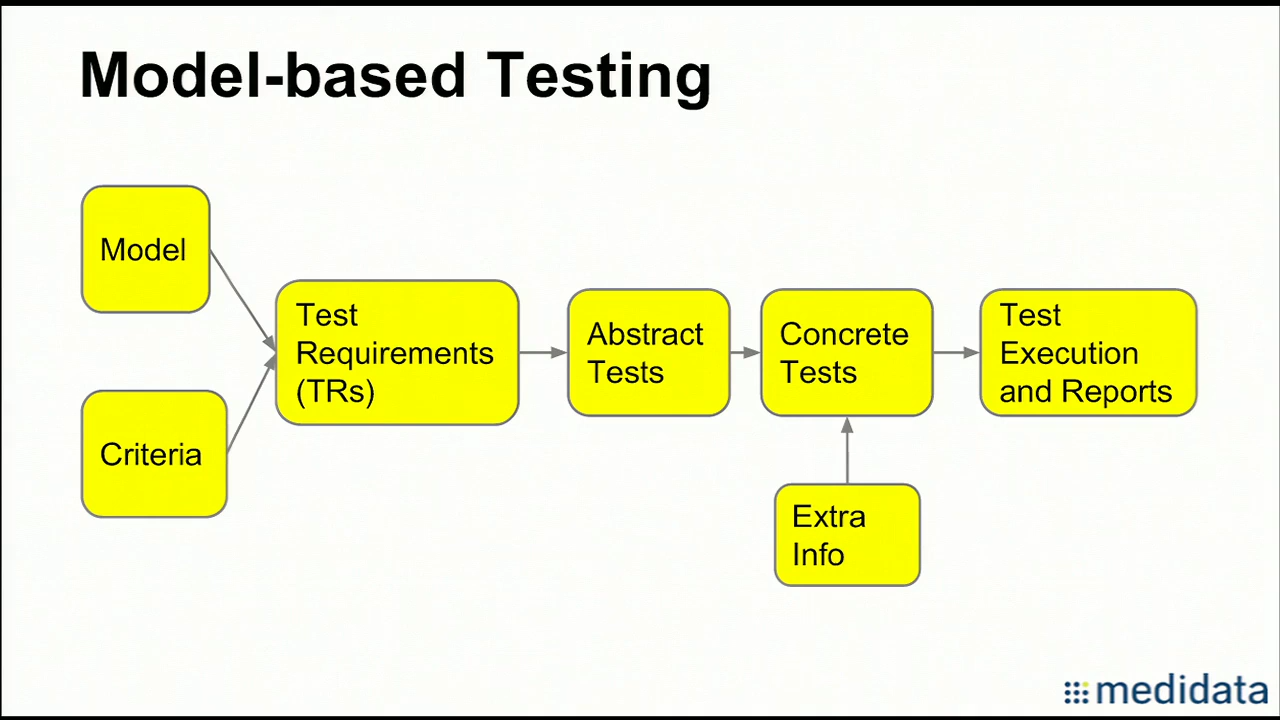 Model-based Testing
Model
Criteria
Test
Requirements
(TRs)
Abstract
Tests
Concrete
Tests
Test
Execution
and Reports
Extra
Info
medidata